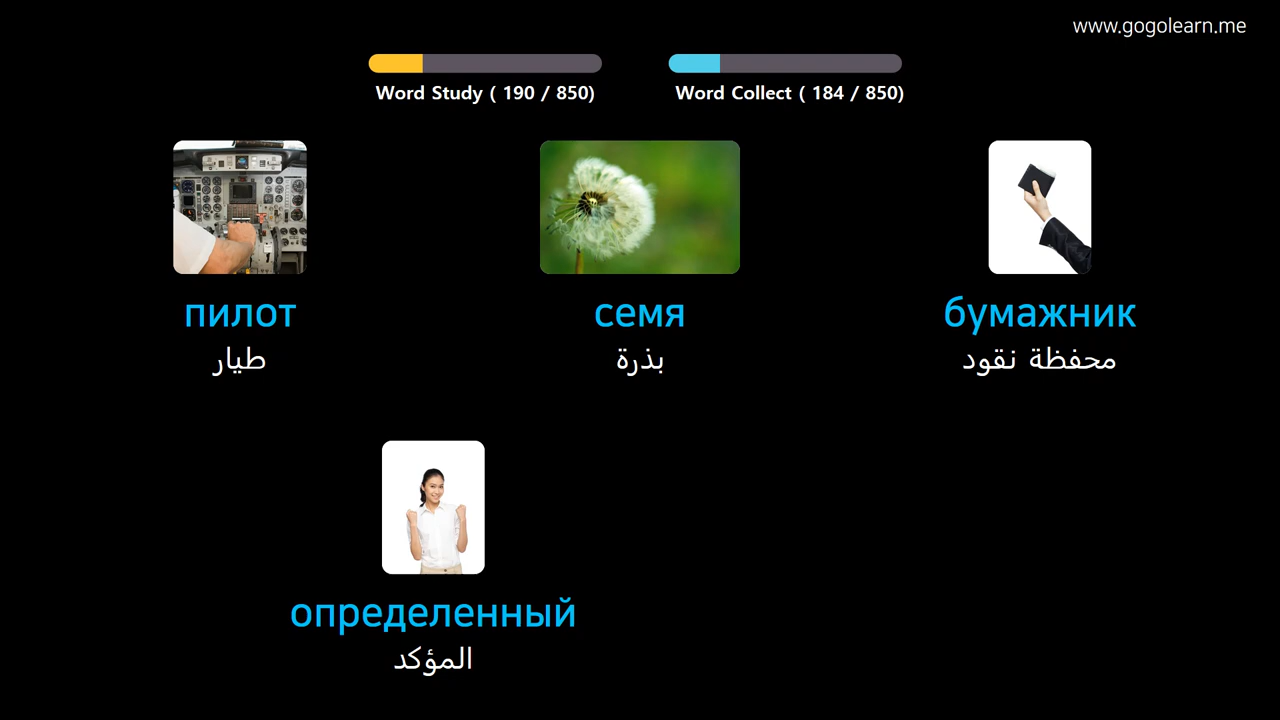 www.gogolearn.me
Word Study ( 190 / 850)
Word Collect ( 184 / 850)
пилот
طيار
семя
بذرة
бумажник
محفظة نقود
определенный
المؤكد